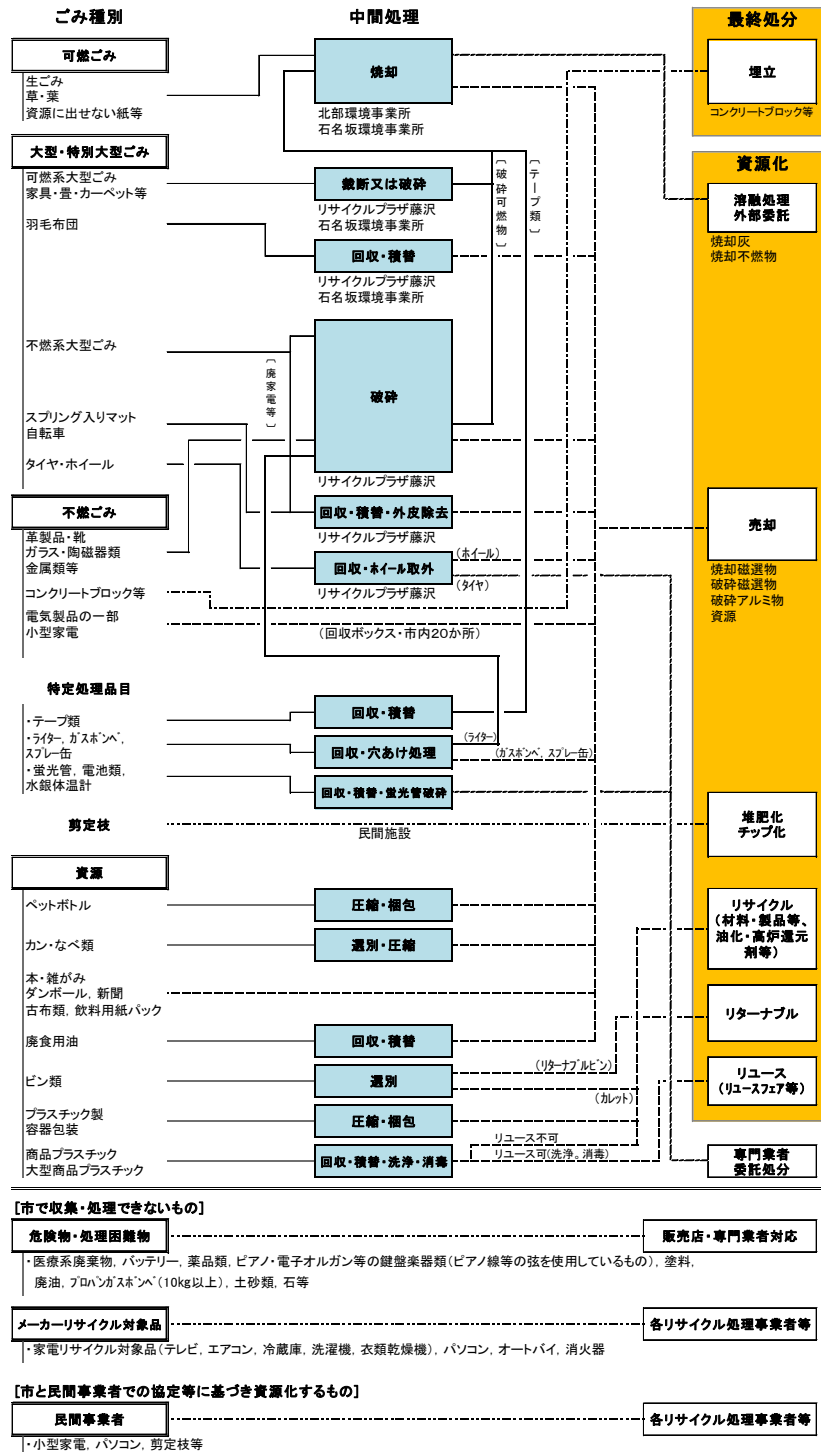 ごみ種別
中間処理
最終処分
可燃ごみ
生ごみ
草・葉
資源に出せない紙等
焼却
北部環境事業所
石名坂環境事業所
埋立
コンクリートブロック等
大型・特別大型ごみ
可燃系大型ごみ
家具・畳・カーペット等
羽毛布団
不燃系大型ごみ
スプリング入りマット
自転車
タイヤ・ホイール
裁断又は破砕
リサイクルプラザ藤沢
石名坂環境事業所
回収・積替
リサイクルプラザ藤沢
石名坂環境事業所
〔破砕可燃物〕
〔テープ類〕
〔廃家電等〕
破砕
リサイクルプラザ藤沢
資源化
溶融処理
外部委託
焼却灰
焼却不燃物
不燃ごみ
革製品・靴
ガラス・陶磁器類
金属類等
コンクリートブロック等
電気製品の一部
小型家電
回収・積替・外皮除去
リサイクルプラザ藤沢
回収・ホイール取外
リサイクルプラザ藤沢
(ホイール)
(タイヤ)
(回収ボックス・市内20か所)
売却
焼却磁選物
破砕磁選物
破砕アルミ物
資源
特定処理品目
・テープ類
・ライター, ガスボンベ,
スプレー缶
・蛍光管, 電池類,
水銀体温計
回収・積替
回収・穴あけ処理
(ライター)
(ガスボンベ, スプレー缶)
回収・積替・蛍光管破砕
剪定枝
民間施設
堆肥化
チップ化
資源
ペットボトル
圧縮・梱包
カン・なべ類
選別・圧縮
本・雑がみ
ダンボール, 新聞
古布類, 飲料用紙パック
廃食用油
回収・積替
ビン類
選別
(リターナブルビン)
(カレット)
プラスチック製
容器包装
圧縮・梱包
商品プラスチック
大型商品プラスチック
回収・積替・洗浄・消毒
リユース不可
リユース可(洗浄。消毒)
リサイクル
(材料・製品等、
油化・高炉還元
剤等)
リターナブル
リユース
(リユースフェア等)
専門業者
委託処分
[市で収集・処理できないもの]
危険物・処理困難物
販売店・専門業者対応
・医療系廃棄物, バッテリー, 薬品類, ピアノ・電子オルガン等の鍵盤楽器類(ピアノ線等の弦を使用しているもの), 塗料,
廃油, プロパンガスボンベ(10kg以上), 土砂類, 石等
メーカーリサイクル対象品
各リサイクル処理事業者等
・家電リサイクル対象品(テレビ, エアコン, 冷蔵庫, 洗濯機, 衣類乾燥機), パソコン, オートバイ, 消火器
[市と民間事業者での協定等に基づき資源化するもの]
民間事業者
各リサイクル処理事業者等
・小型家電, パソコン, 剪定枝等